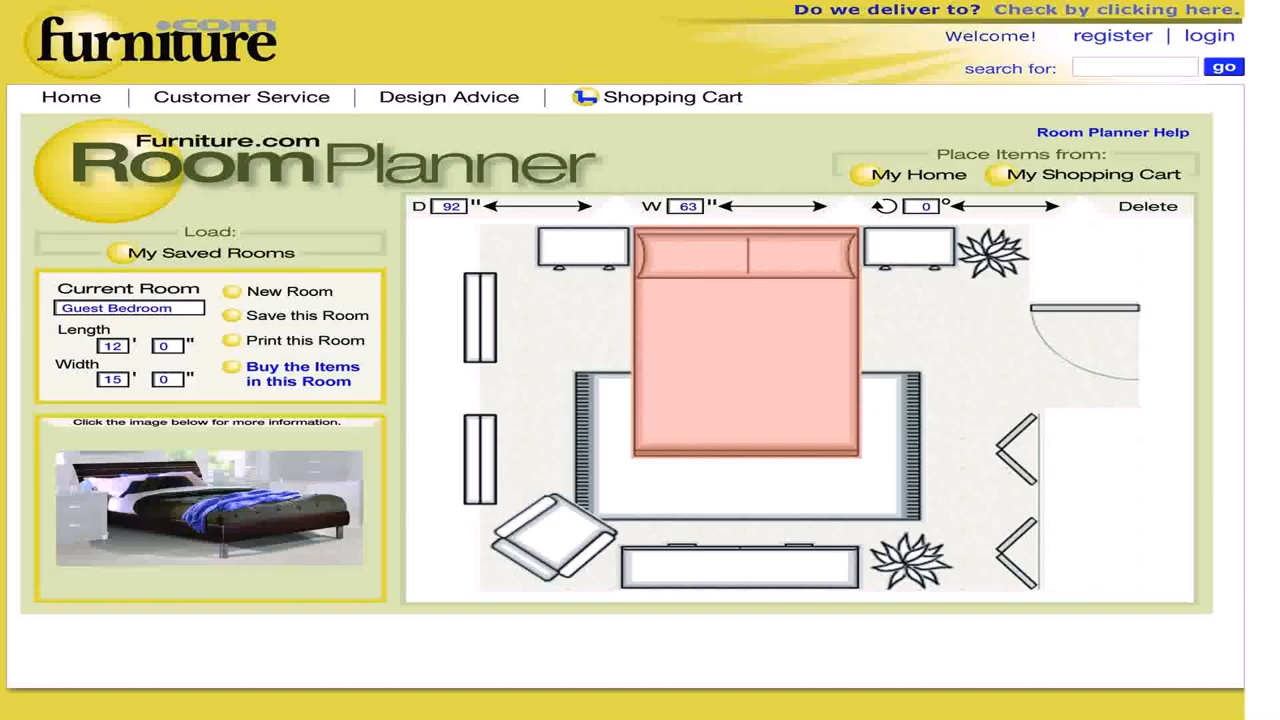 Do we deliver to? Check by clicking here.
.com
furniture
Welcome! register | login
search for: go
Home | Customer Service | Design Advice | Shopping Cart
Furniture.com
Room Planner
Room Planner Help
Place Items from:
My Home My Shopping Cart
D 92 " W 63 " 0 ° Delete
Load:
My Saved Rooms
Current Room
Guest Bedroom
Length
12 ' 0 "
Width
15 ' 0 "
New Room
Save this Room
Print this Room
Buy the Items
in this Room
Click the image below for more information.